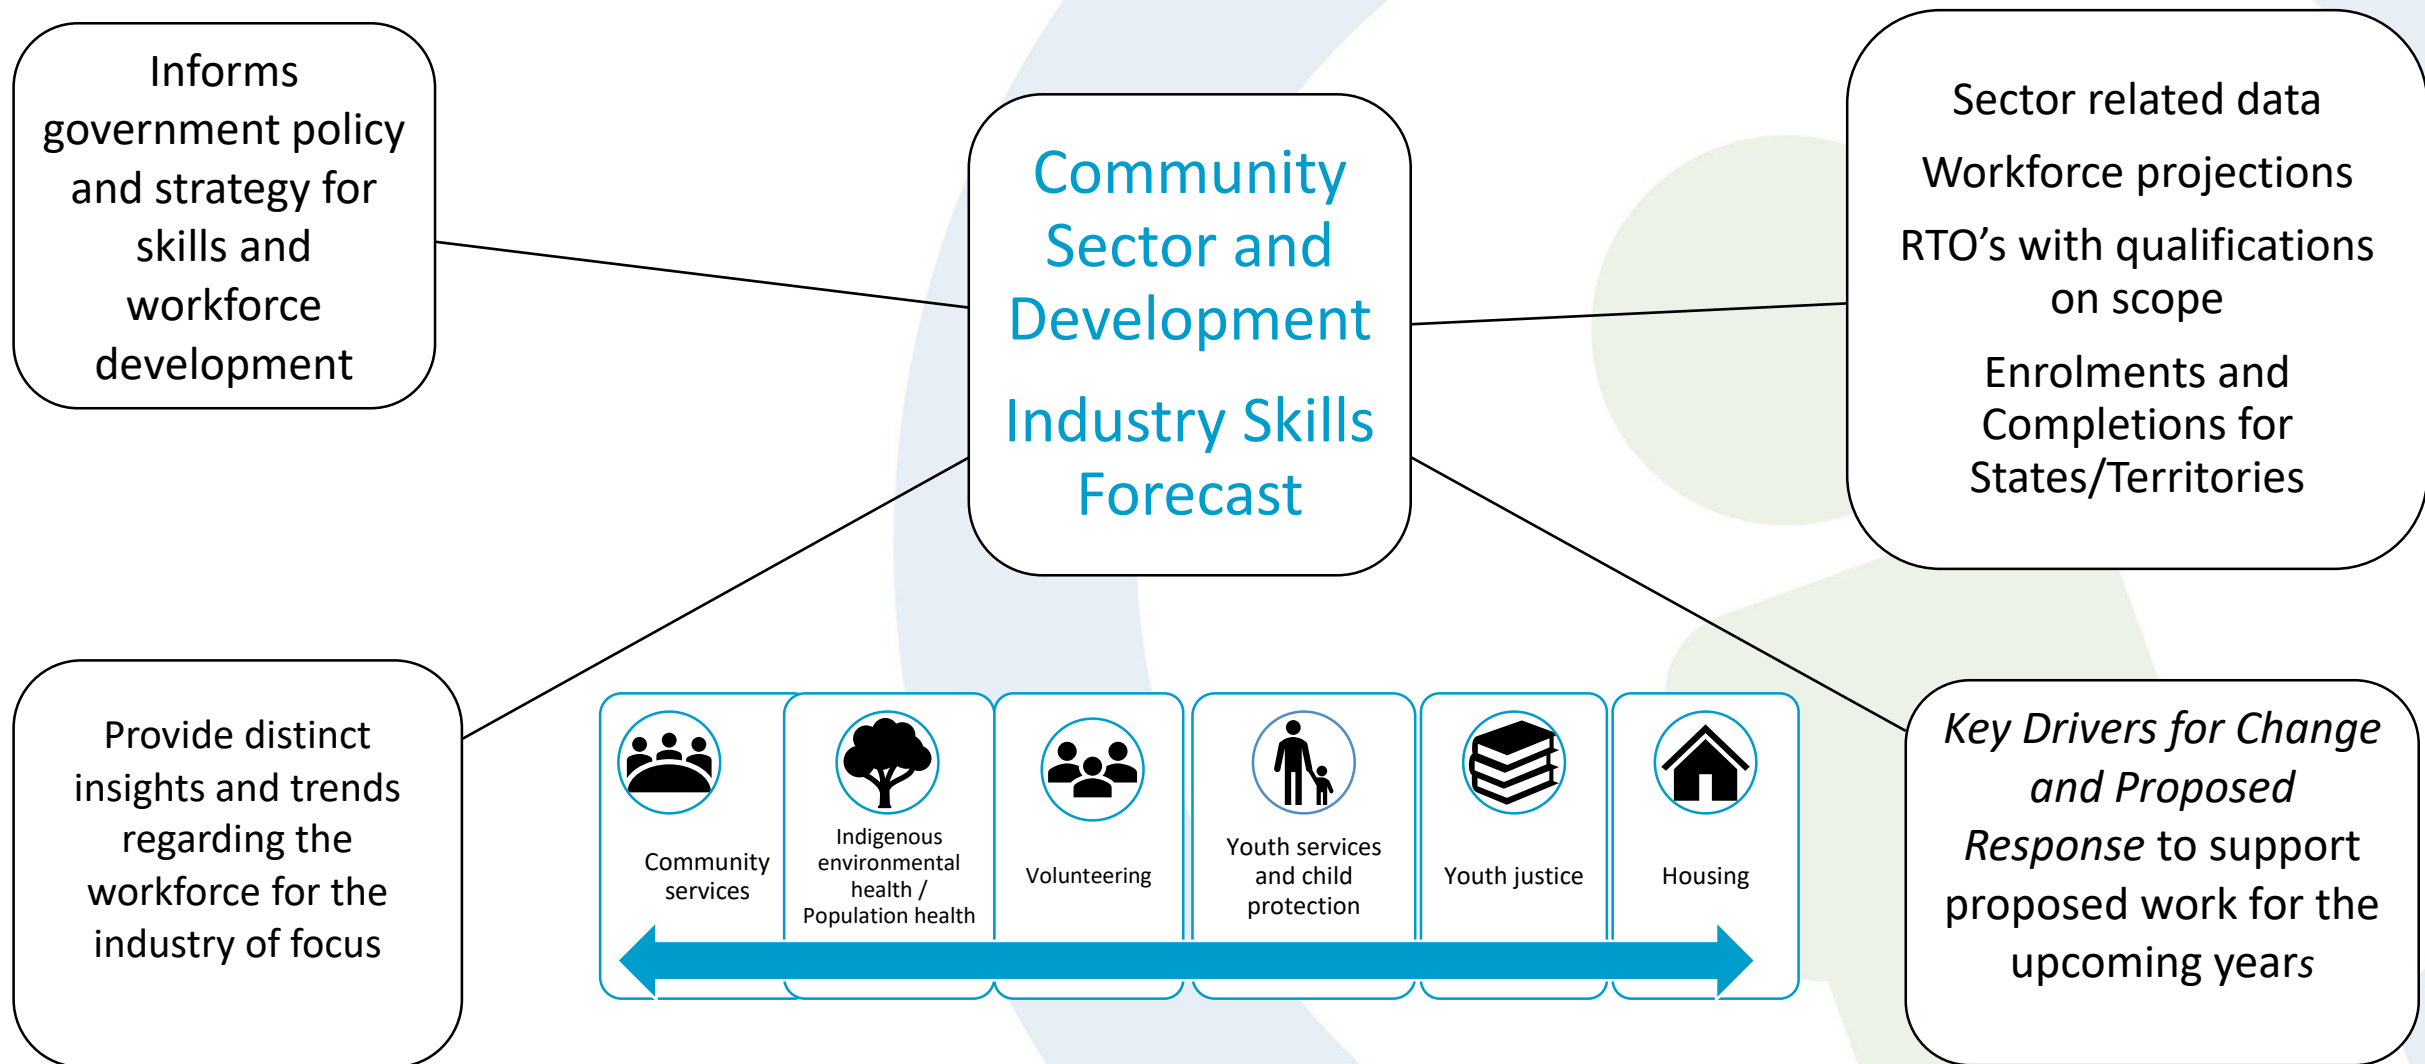 Informs
government policy
and strategy for
skills and
workforce
development
Community
Sector and
Development
Industry Skills
Forecast
Sector related data
Workforce projections
RTO’s with qualifications
on scope
Enrolments and
Completions for
States/Territories
Provide distinct
insights and trends
regarding the
workforce for the
industry of focus
Community
services
Indigenous
environmental
health /
Population health
Volunteering
Youth services
and child
protection
Youth justice
Housing
Key Drivers for Change
and Proposed
Response to support
proposed work for the
upcoming years